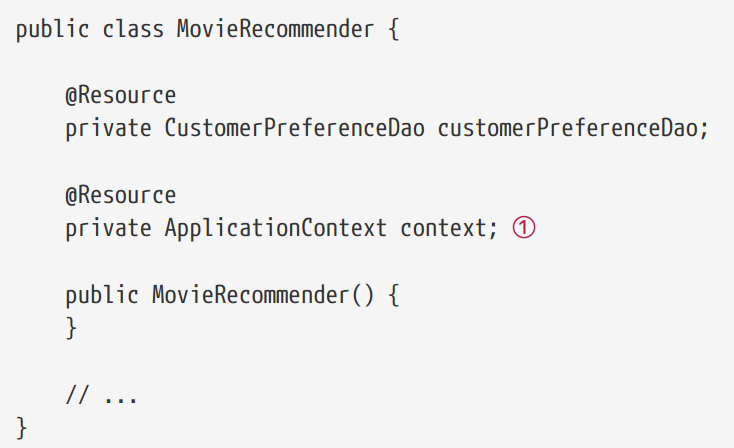 public class MovieRecommender {
@Resource
private CustomerPreferenceDao customerPreferenceDao;
@Resource
private ApplicationContext context; ①
public MovieRecommender() {
}
// ...
}